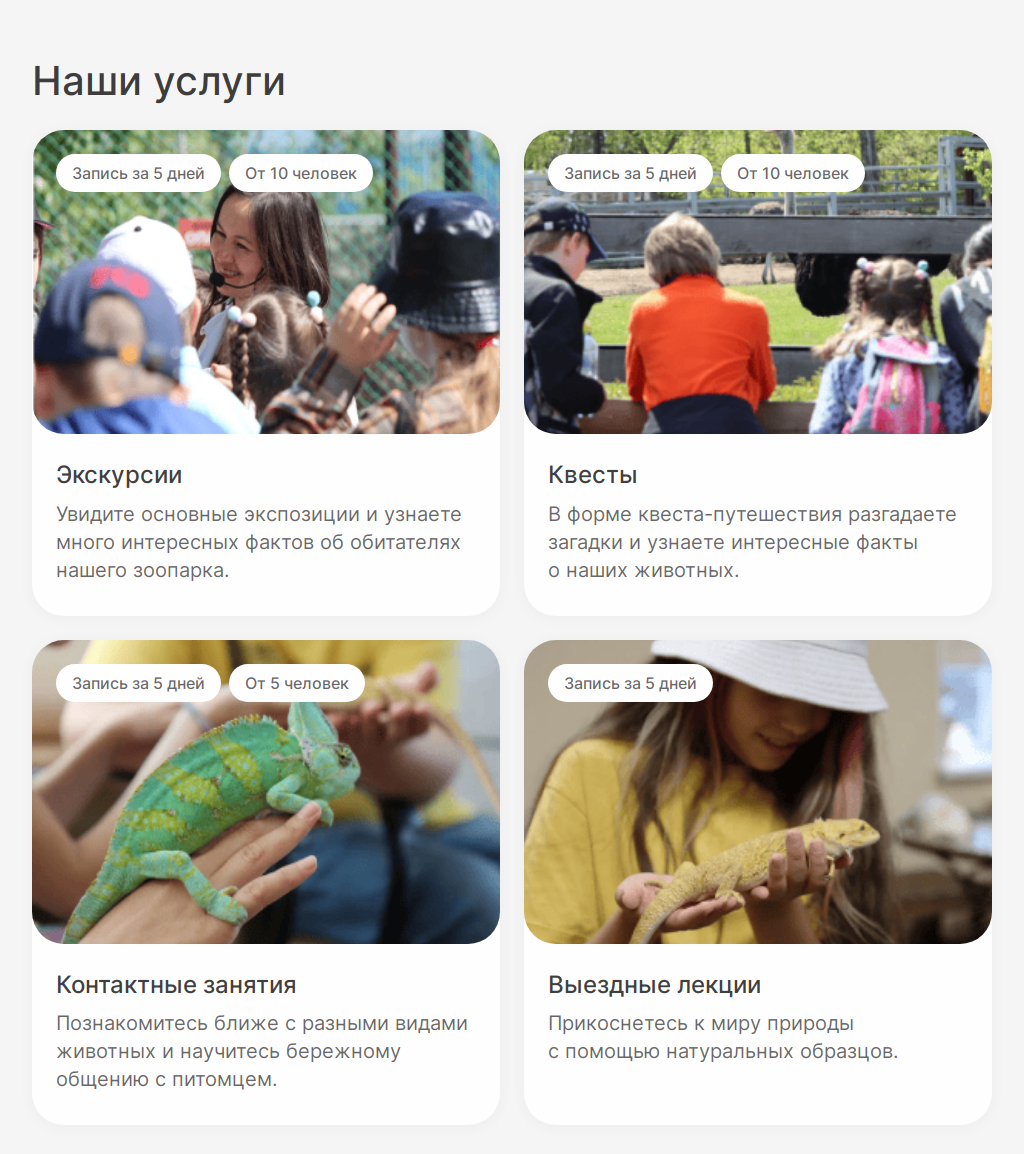 Наши услуги
Запись за 5 дней
От 10 человек
Экскурсии
Увидите основные экспозиции и узнаете
много интересных фактов об обитателях
нашего зоопарка.
Запись за 5 дней
От 10 человек
Квесты
В форме квеста-путешествия разгадаете
загадки и узнаете интересные факты
о наших животных.
Запись за 5 дней
От 5 человек
Контактные занятия
Познакомитесь ближе с разными видами
животных и научитесь бережному
общению с питомцем.
Запись за 5 дней
Выездные лекции
Прикоснетесь к миру природы
с помощью натуральных образцов.